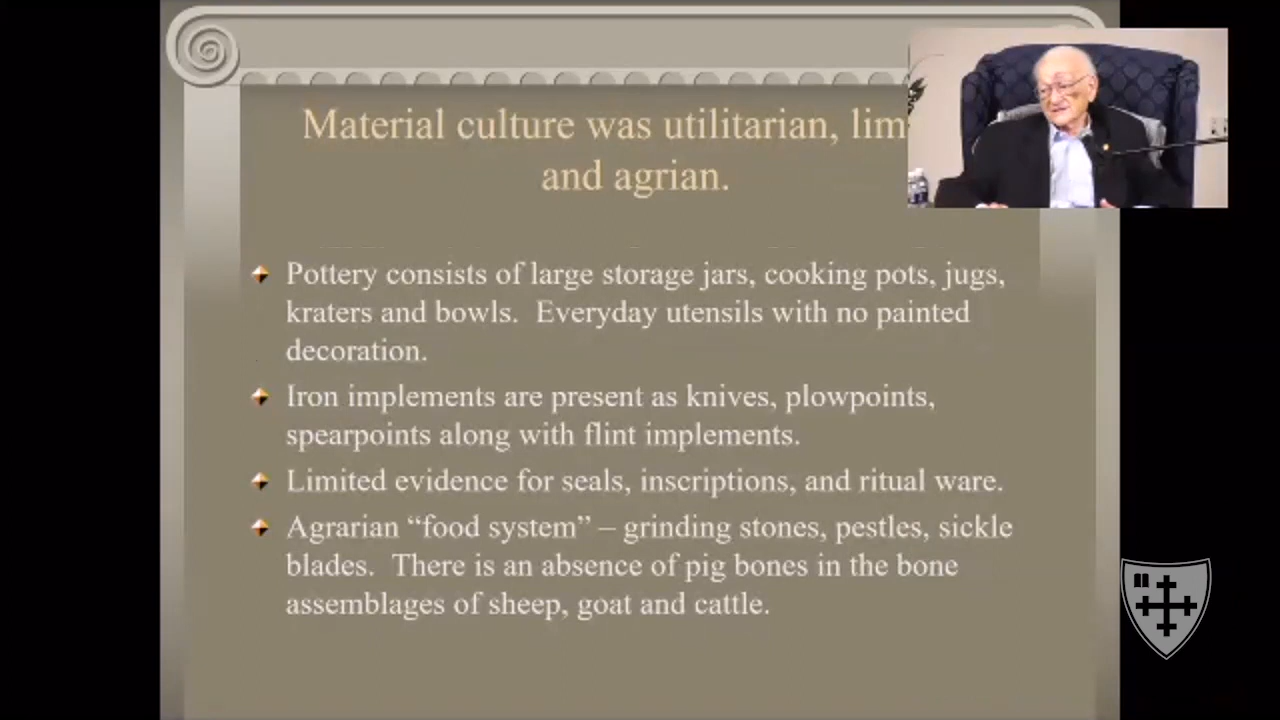 Material culture was utilitarian,
and agrian.
Pottery consists of large storage jars, cooking pots, jugs,
kraters and bowls. Everyday utensils with no painted
decoration.
Iron implements are present as knives, plowpoints,
spearpoints along with flint implements.
Limited evidence for seals, inscriptions, and ritual ware.
Agrarian “food system” – grinding stones, pestles, sickle
blades. There is an absence of pig bones in the bone
assemblages of sheep, goat and cattle.